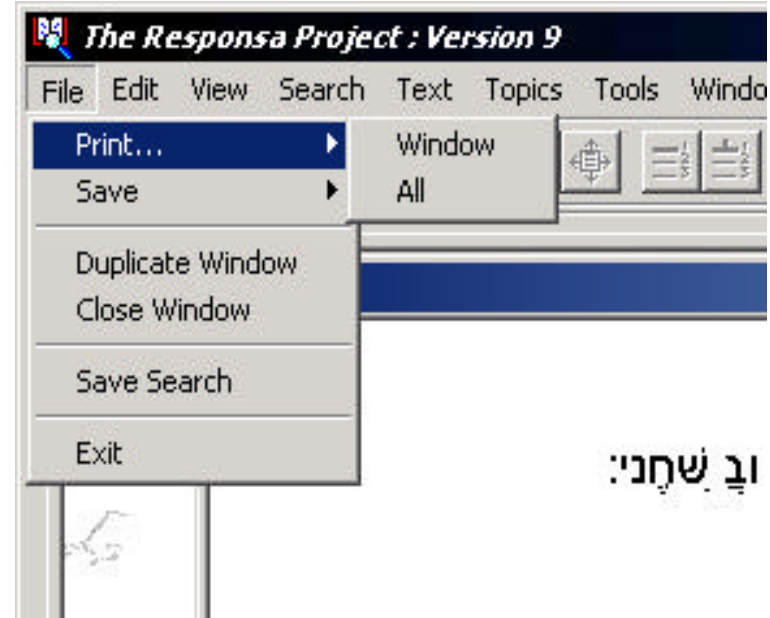 The Responsa Project : Version 9
File Edit View Search Text Topics Tools Windo
Print...
Window
Save
All
Duplicate Window
Close Window
Save Search
Exit